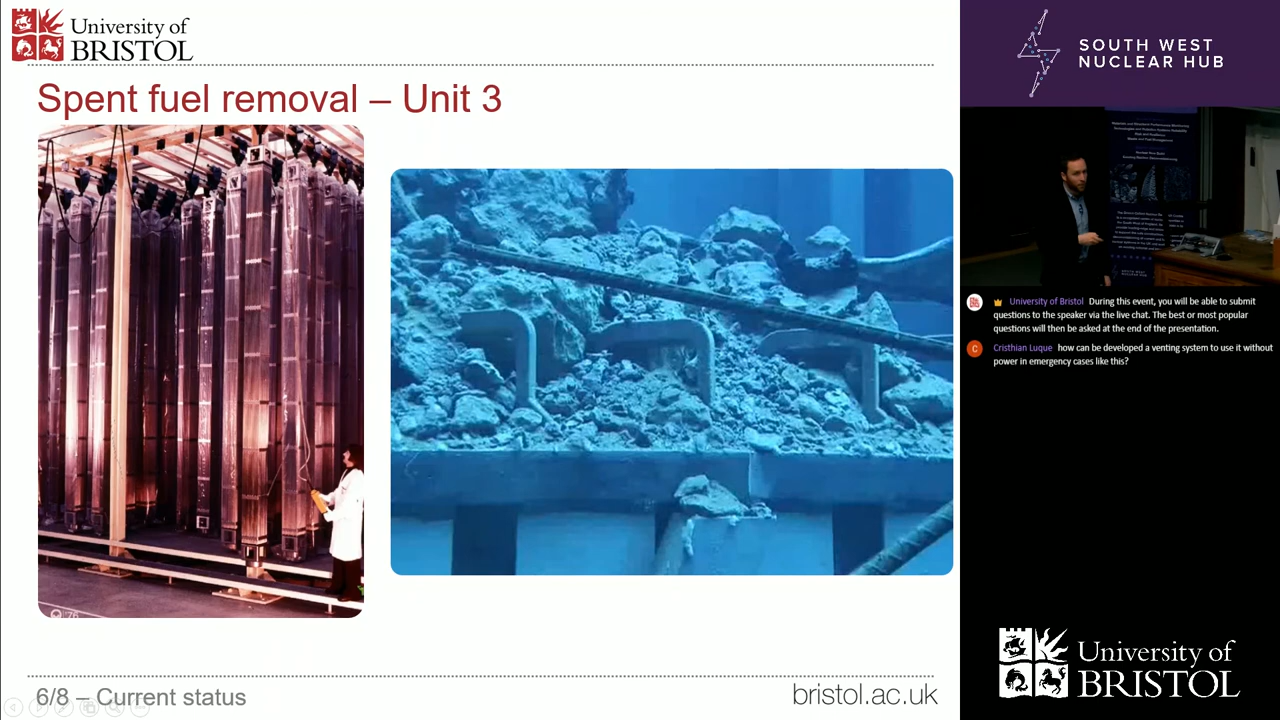 University of
BRISTOL
Spent fuel removal – Unit 3
6/8 – Current status
bristol.ac.uk
SOUTH WEST
NUCLEAR HUB
University of Bristol During this event, you will be able to submit
questions to the speaker via the live chat. The best or most popular
questions will then be asked at the end of the presentation.
C
Cristhian Luque how can be developed a venting system to use it without
power in emergency cases like this?
University of
BRISTOL